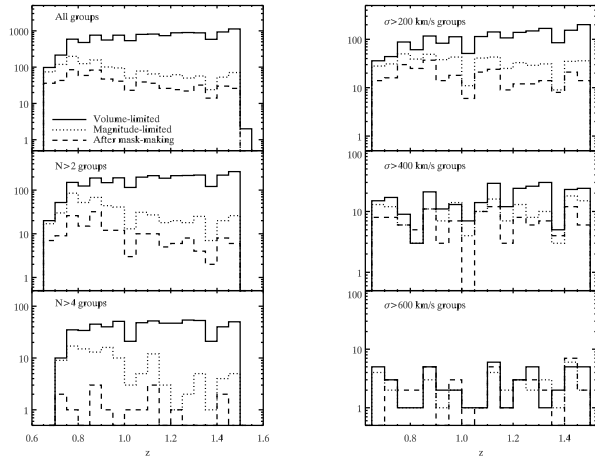 All groups
1000
100
10
1
Volume-limited
Magnitude-limited
After mask-making
N>2 groups
100
10
1
N>4 groups
100
10
1
0.6 0.8 1.0 1.2 1.4 1.6
z
σ>200 km/s groups
100
10
1
σ>400 km/s groups
100
10
1
σ>600 km/s groups
100
10
1
0.8 1.0 1.2 1.4
z